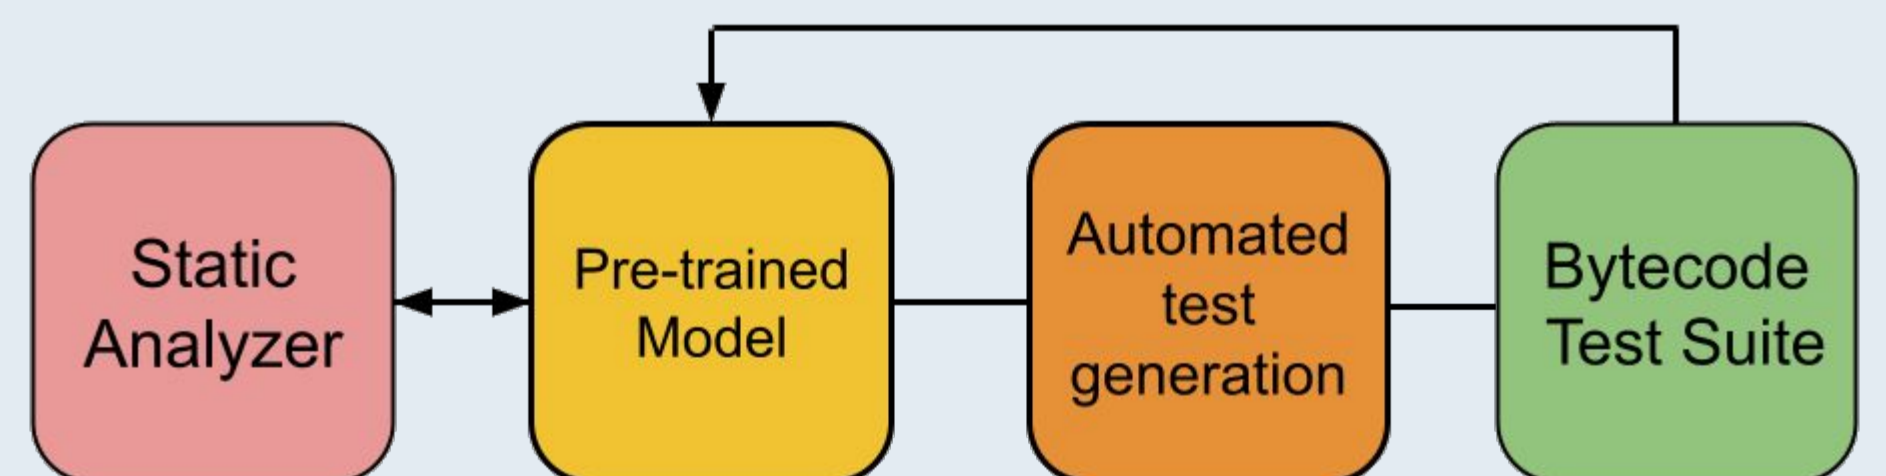 Static
Analyzer
Pre-trained
Model
Automated
test
generation
Bytecode
Test Suite